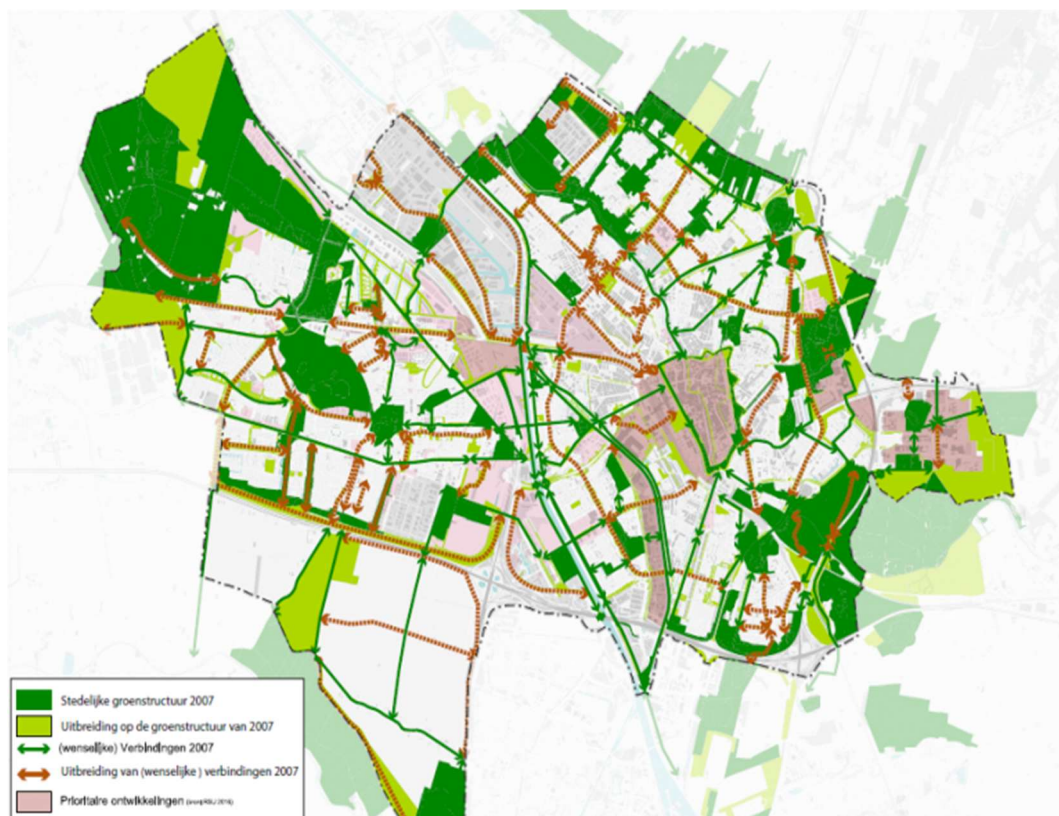 Stedelijke groenstructuur 2007
Uitbreiding op de groenstructuur van 2007
(wenselijke) Verbindingen 2007
Uitbreiding van (wenselijke ) verbindingen 2007
Prioritaire ontwikkelingen